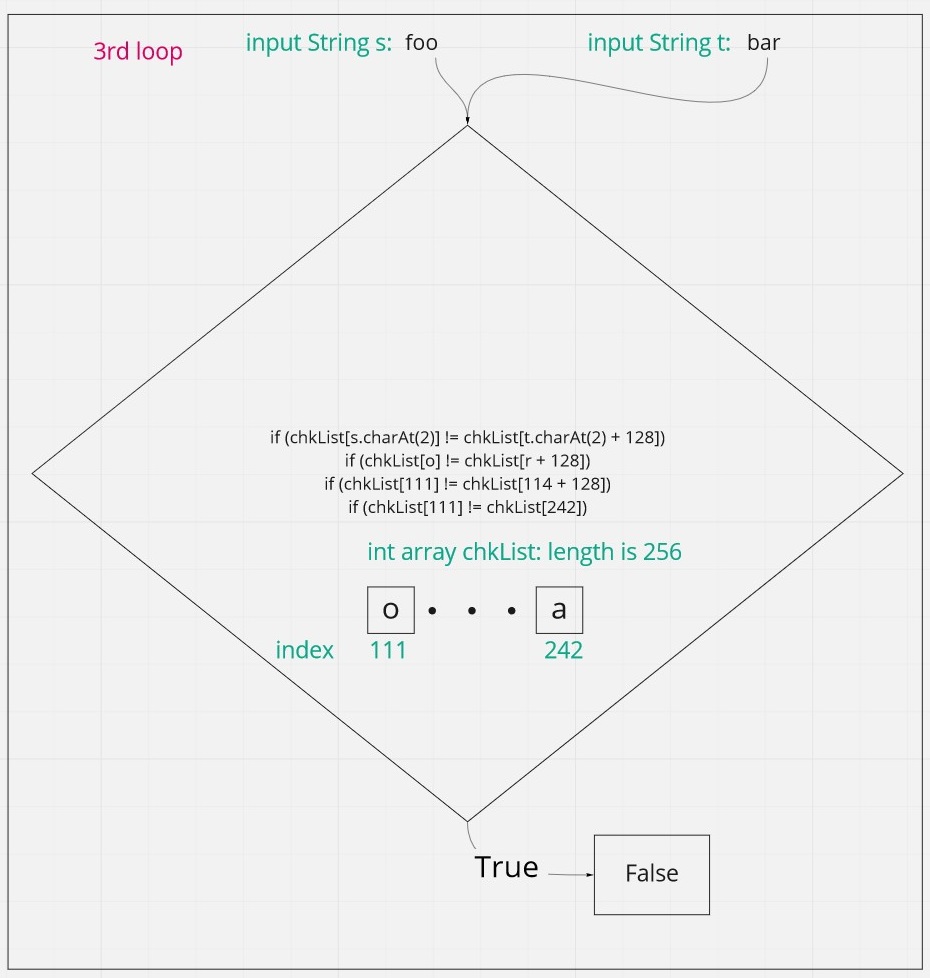 3rd loop
input String s: foo
input String t: bar
if (chkList[s.charAt(2)] != chkList[t.charAt(2) + 128])
if (chkList[o] != chkList[r + 128])
if (chkList[111] != chkList[114 + 128])
if (chkList[111] != chkList[242])
int array chkList: length is 256
o • • • a
index 111 242
True
False